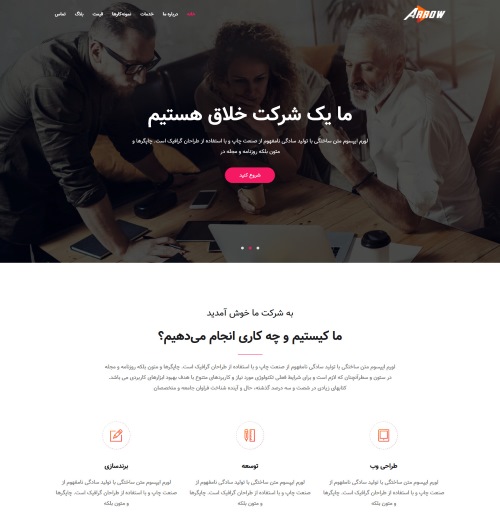 ARROW
خانه درباره ما خدمات نمونه‌کارها قیمت بلاگ تماس
ما یک شرکت خلاق هستیم
لورم ایپسوم متن ساختگی با تولید سادگی نامفهوم از صنعت چاپ و با استفاده از طراحان گرافیک است. چاپگرها و
متون بلکه روزنامه و مجله در
شروع کنید
به شرکت ما خوش آمدید
ما کیستیم و چه کاری انجام می‌دهیم؟
لورم ایپسوم متن ساختگی با تولید سادگی نامفهوم از صنعت چاپ و با استفاده از طراحان گرافیک است. چاپگرها و متون بلکه روزنامه و مجله
در ستون و سطرآنچنان که لازم است و برای شرایط فعلی تکنولوژی مورد نیاز و کاربردهای متنوع با هدف بهبود ابزارهای کاربردی می باشد.
کتابهای زیادی در شصت و سه درصد گذشته، حال و آینده شناخت فراوان جامعه و متخصصان
طراحی وب
لورم ایپسوم متن ساختگی با تولید سادگی نامفهوم از
صنعت چاپ و با استفاده از طراحان گرافیک است. چاپگرها
و متون بلکه
توسعه
لورم ایپسوم متن ساختگی با تولید سادگی نامفهوم از
صنعت چاپ و با استفاده از طراحان گرافیک است. چاپگرها
و متون بلکه
برندسازی
لورم ایپسوم متن ساختگی با تولید سادگی نامفهوم از
صنعت چاپ و با استفاده از طراحان گرافیک است. چاپگرها
و متون بلکه